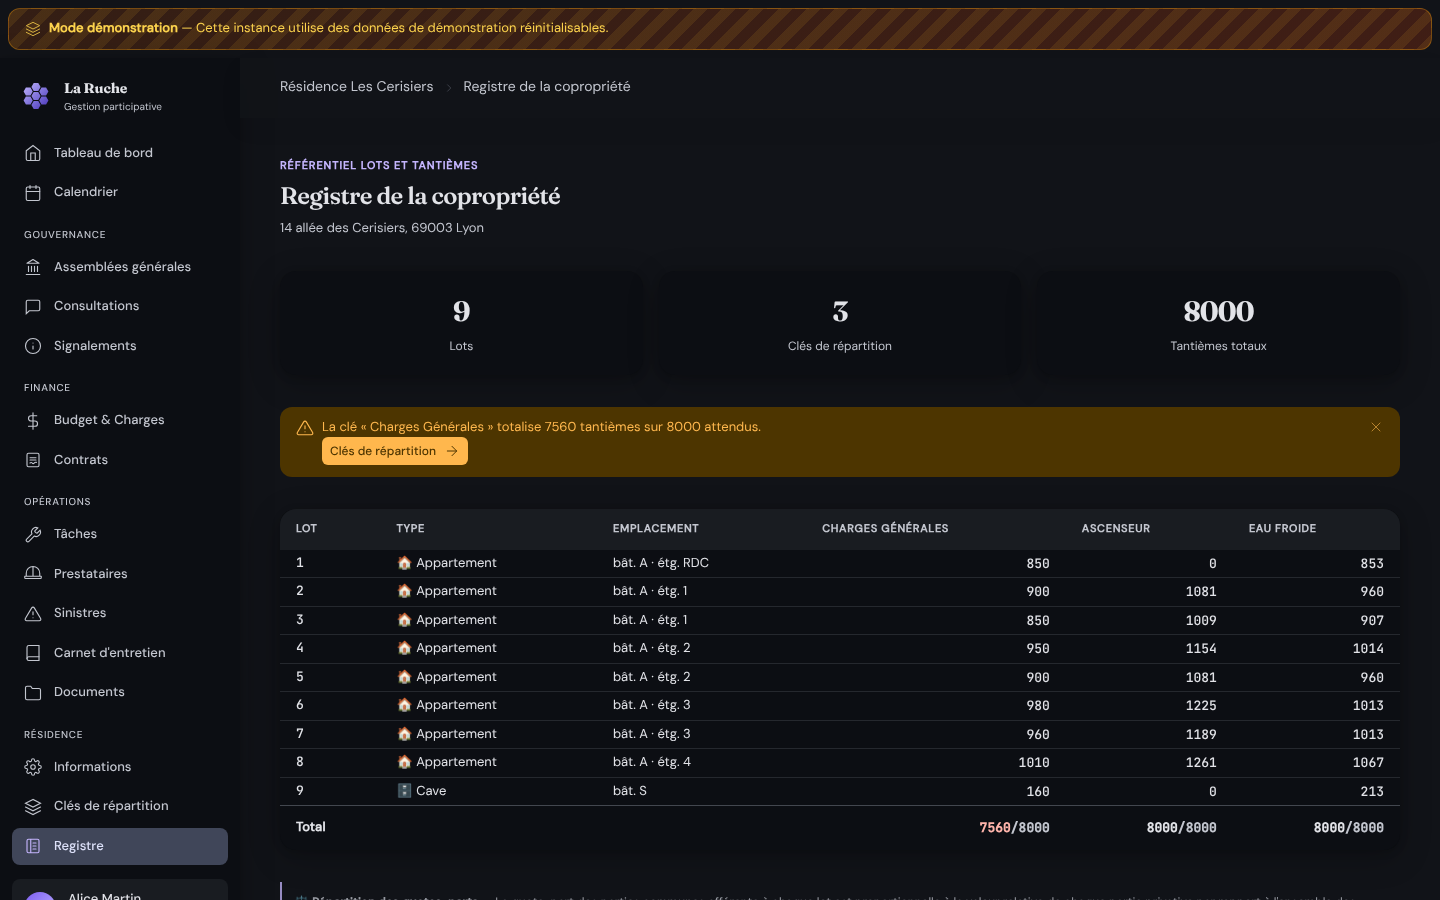 Mode démonstration — Cette instance utilise des données de démonstration réinitialisables.
La Ruche
Gestion participative
Tableau de bord
Calendrier
GOUVERNANCE
Assemblées générales
Consultations
Signalements
FINANCE
Budget & Charges
Contrats
OPÉRATIONS
Tâches
Prestataires
Sinistres
Carnet d'entretien
Documents
RÉSIDENCE
Informations
Clés de répartition
Registre
Alice Martin
Résidence Les Cerisiers > Registre de la copropriété
RÉFÉRENTIEL LOTS ET TANTIÈMES
Registre de la copropriété
14 allée des Cerisiers, 69003 Lyon
9 3 8000
Lots Clés de répartition Tantièmes totaux
La clé « Charges Générales » totalise 7560 tantièmes sur 8000 attendus.
Clés de répartition →
LOT TYPE EMPLACEMENT CHARGES GÉNÉRALES ASCENSEUR EAU FROIDE
1 Appartement bât. A · étg. RDC 850 0 853
2 Appartement bât. A · étg. 1 900 1081 960
3 Appartement bât. A · étg. 1 850 1009 907
4 Appartement bât. A · étg. 2 950 1154 1014
5 Appartement bât. A · étg. 2 900 1081 960
6 Appartement bât. A · étg. 3 980 1225 1013
7 Appartement bât. A · étg. 3 960 1189 1013
8 Appartement bât. A · étg. 4 1010 1261 1067
9 Cave bât. S 160 0 213
Total 7560/8000 8000/8000 8000/8000